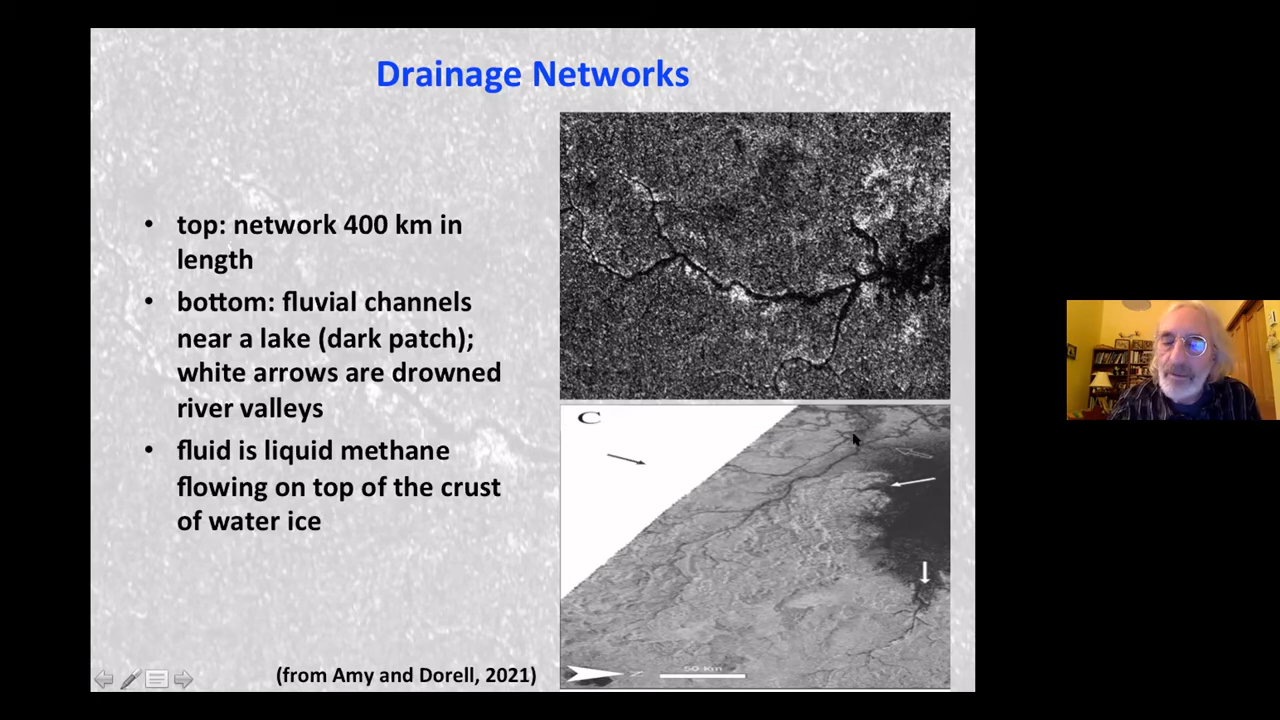 Drainage Networks
• top: network 400 km in
length
• bottom: fluvial channels
near a lake (dark patch);
white arrows are drowned
river valleys
• fluid is liquid methane
flowing on top of the crust
of water ice
C
50 km
(from Amy and Dorell, 2021)